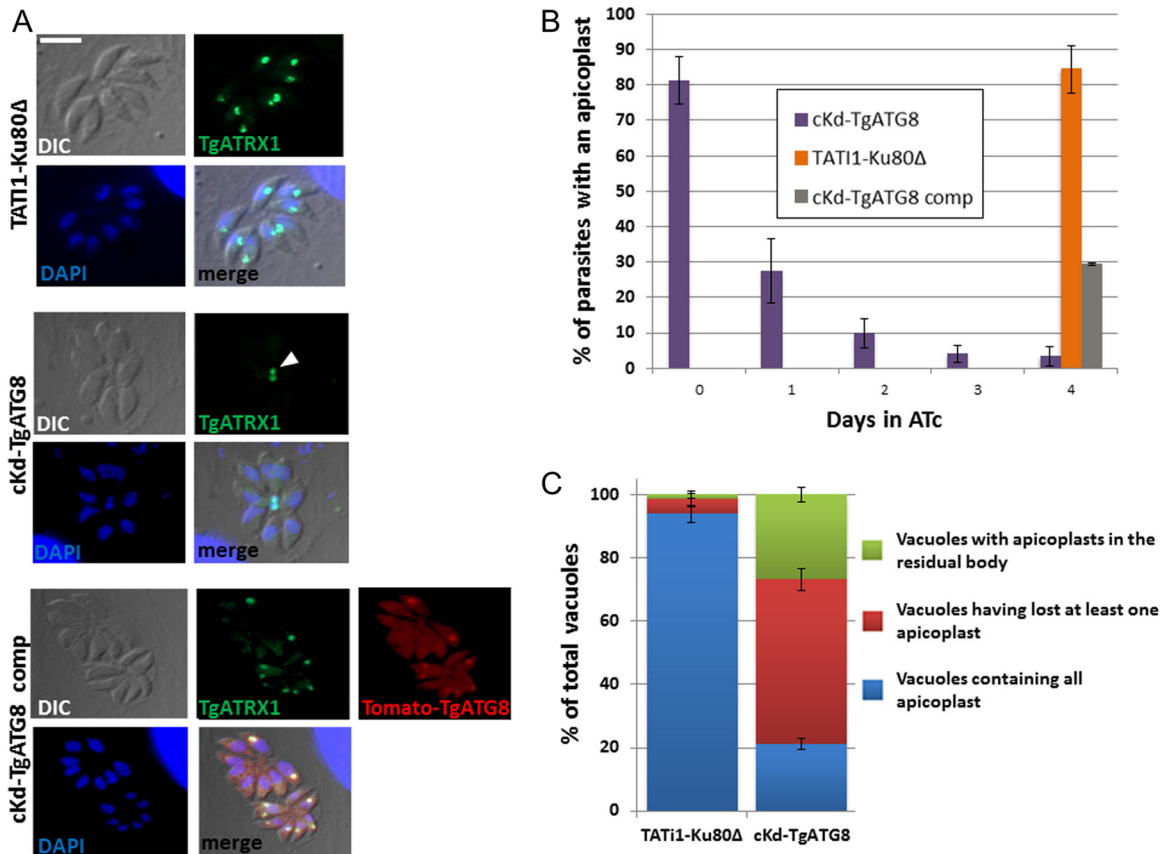 A
TATi1-Ku80Δ
DIC
TgATRX1
DAPI
merge
cKd-TgATG8
DIC
TgATRX1
DAPI
merge
cKd-TgATG8 comp
DIC
TgATRX1
Tomato-TgATG8
DAPI
merge
B
% of parasites with an apicoplast
100
90
80
70
60
50
40
30
20
10
0
cKd-TgATG8
TATI1-Ku80Δ
cKd-TgATG8 comp
0 1 2 3 4
Days in ATc
C
% of total vacuoles
100
80
60
40
20
0
TATi1-Ku80Δ cKd-TgATG8
Vacuoles with apicoplasts in the
residual body
Vacuoles having lost at least one
apicoplast
Vacuoles containing all
apicoplast